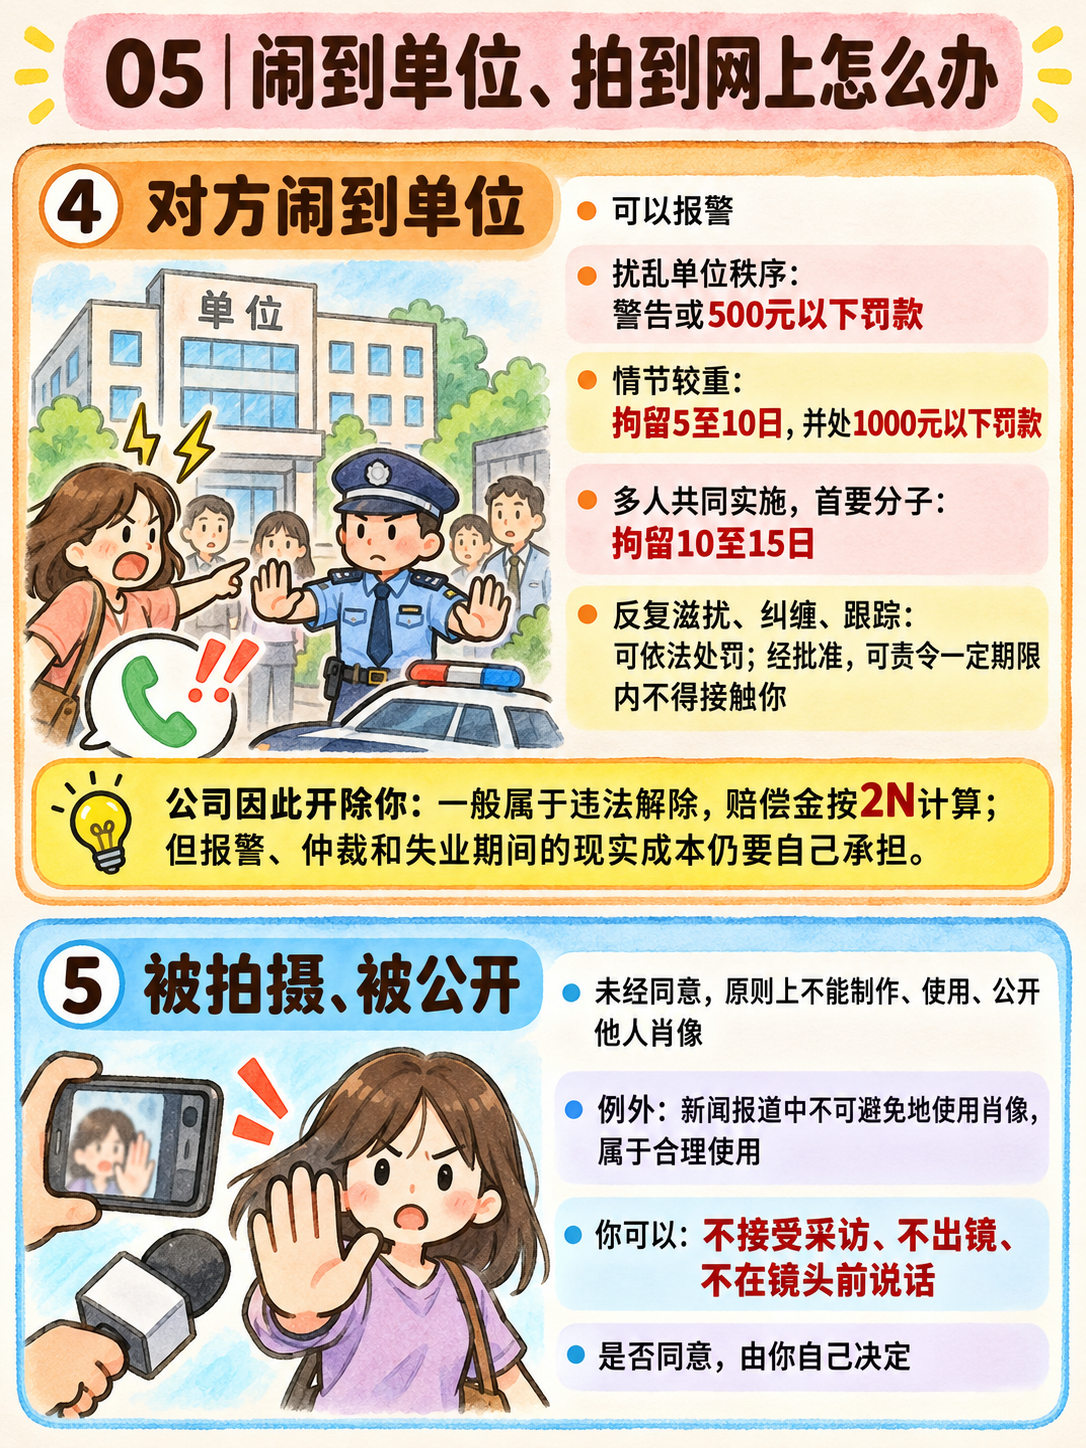 05｜闹到单位、拍到网上怎么办
④ 对方闹到单位
单位
可以报警
扰乱单位秩序：
警告或500元以下罚款
情节较重：
拘留5至10日，并处1000元以下罚款
多人共同实施，首要分子：
拘留10至15日
反复滋扰、纠缠、跟踪：
可依法处罚；经批准，可责令一定期限
内不得接触你
!!
公司因此开除你：一般属于违法解除，赔偿金按2N计算；
但报警、仲裁和失业期间的现实成本仍要自己承担。
⑤ 被拍摄、被公开
未经同意，原则上不能制作、使用、公开
他人肖像
例外：新闻报道中不可避免地使用肖像，
属于合理使用
你可以：不接受采访、不出镜、
不在镜头前说话
是否同意，由你自己决定